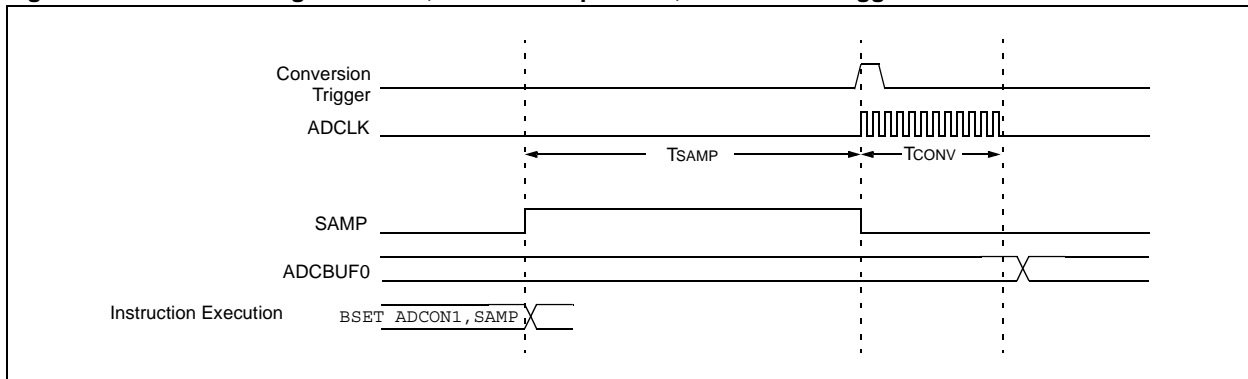 Conversion
Trigger
ADCLK
TSAMP
TCONV
SAMP
ADCBUF0
Instruction Execution
BSET ADCON1,SAMP